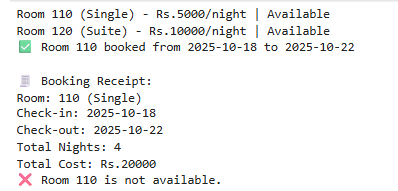 Room 110 (Single) - Rs.5000/night | Available
Room 120 (Suite) - Rs.10000/night | Available
✅ Room 110 booked from 2025-10-18 to 2025-10-22
🧾 Booking Receipt:
Room: 110 (Single)
Check-in: 2025-10-18
Check-out: 2025-10-22
Total Nights: 4
Total Cost: Rs.20000
❌ Room 110 is not available.